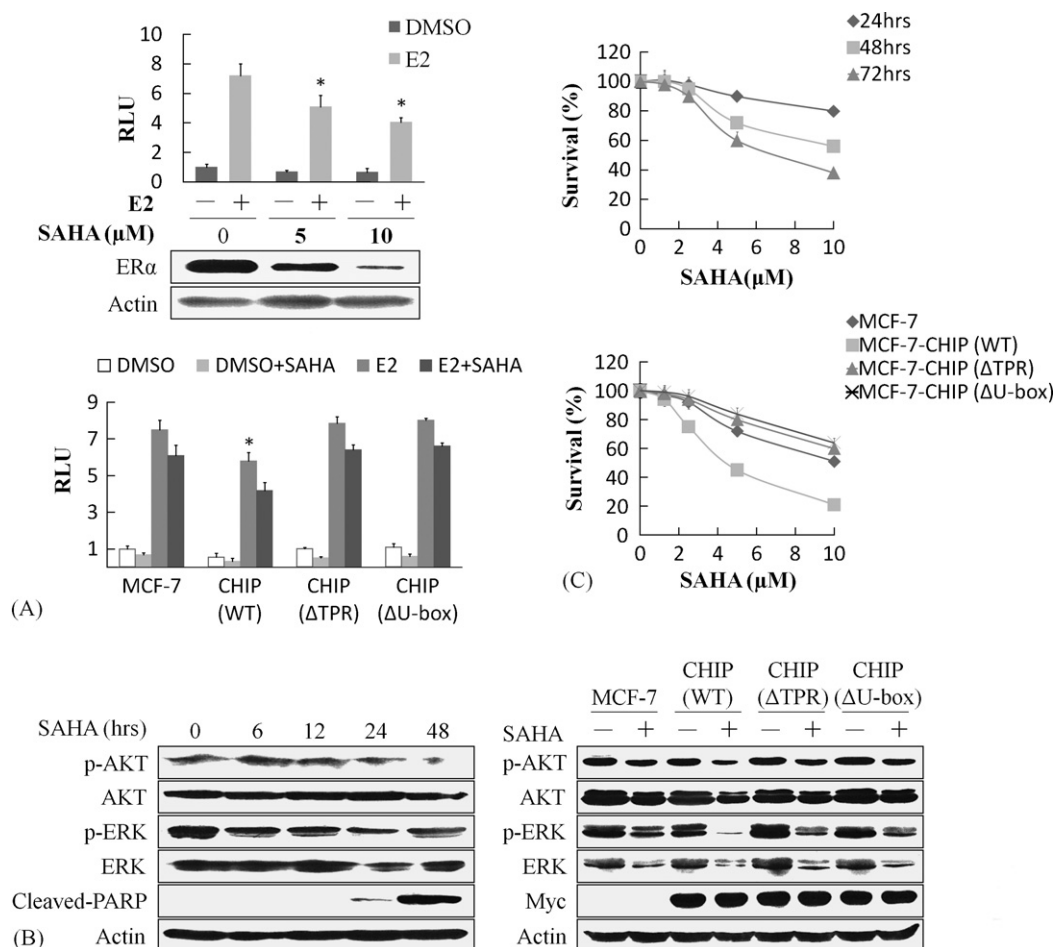 DMSO
E2
RLU
10
8
6
4
2
0
* *
E2 — + — + — +
SAHA (μM) 0 5 10
ERα
Actin
DMSO DMSO+SAHA E2 E2+SAHA
RLU
9
7
5
3
1
*
MCF-7 CHIP (WT) CHIP (ΔTPR) CHIP (ΔU-box)
(A)
24hrs
48hrs
72hrs
Survival (%)
120
100
80
60
40
20
0
0 2 4 6 8 10
SAHA(μM)
MCF-7
MCF-7-CHIP (WT)
MCF-7-CHIP (ΔTPR)
MCF-7-CHIP (ΔU-box)
Survival (%)
120
100
80
60
40
20
0
0 2 4 6 8 10
SAHA (μM)
(C)
SAHA (hrs) 0 6 12 24 48
p-AKT
AKT
p-ERK
ERK
Cleaved-PARP
Actin
(B)
MCF-7 CHIP (WT) CHIP (ΔTPR) CHIP (ΔU-box)
SAHA — + — + — + — +
p-AKT
AKT
p-ERK
ERK
Myc
Actin